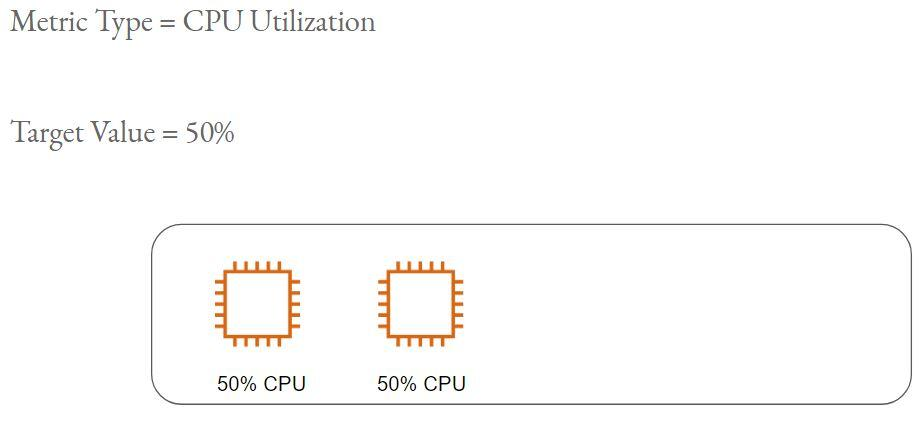 Metric Type = CPU Utilization
Target Value = 50%
50% CPU 50% CPU